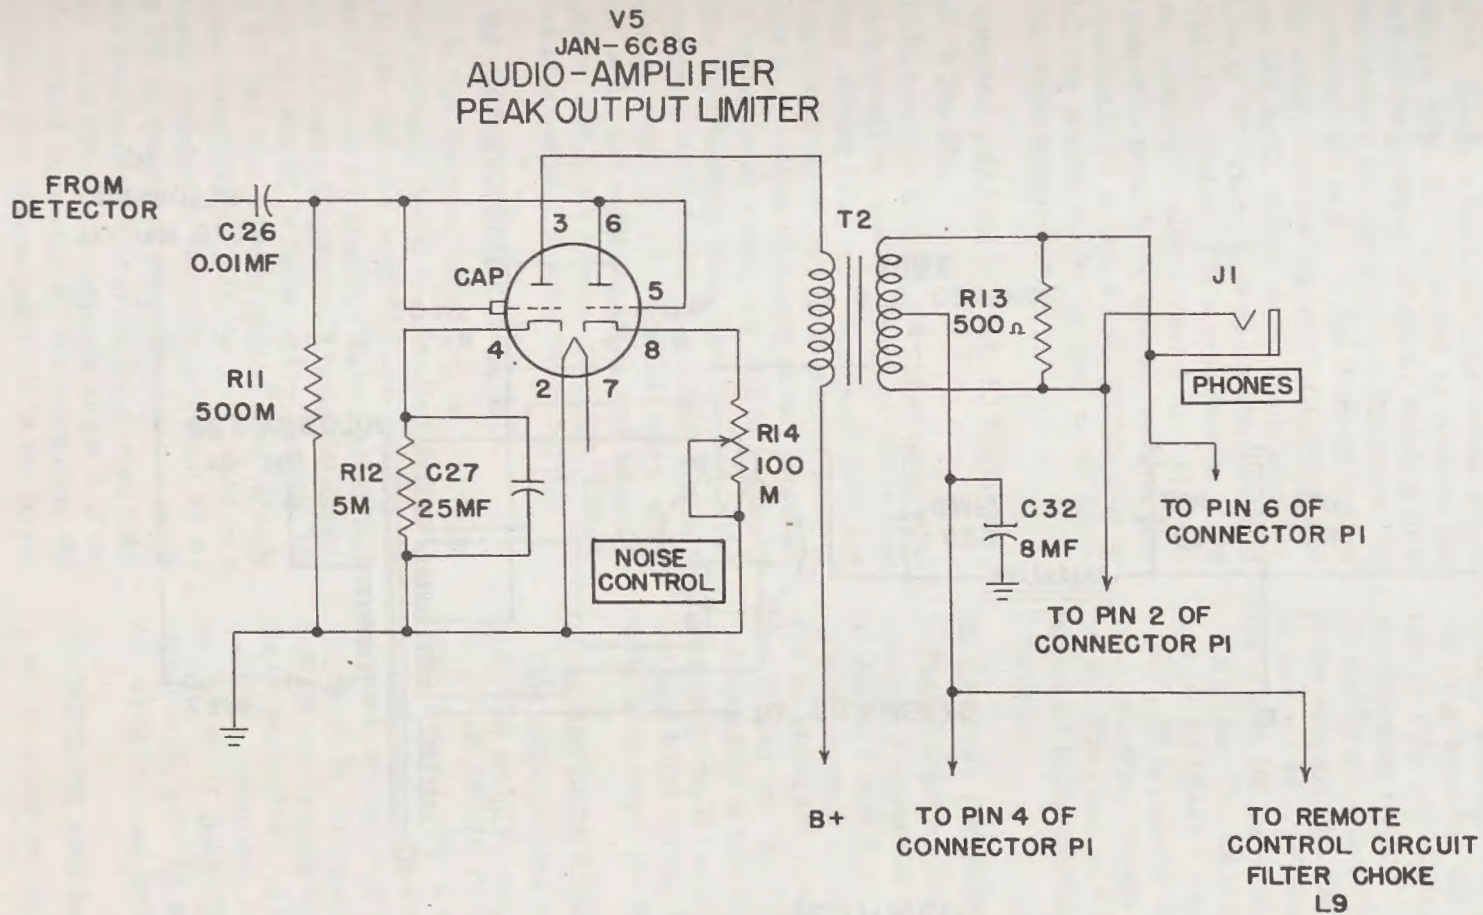 V5
JAN-6C8G
AUDIO-AMPLIFIER
PEAK OUTPUT LIMITER
FROM
DETECTOR
C26
0.01MF
3
6
T2
CAP
5
J1
R13
500Ω
4
8
2
7
PHONES
R11
500M
R14
100
M
R12
5M
C27
25MF
C32
8MF
TO PIN 6 OF
CONNECTOR P1
NOISE
CONTROL
TO PIN 2 OF
CONNECTOR P1
B+
TO PIN 4 OF
CONNECTOR P1
TO REMOTE
CONTROL CIRCUIT
FILTER CHOKE
L9